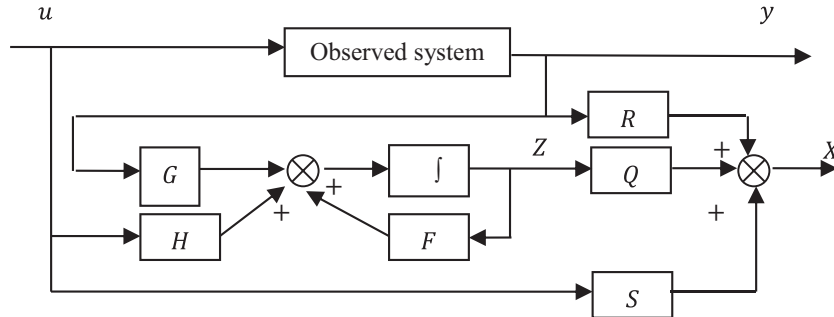 u
y
Observed system
R
G
+
∫
Z
Q
+
X
+
+
H
F
+
S